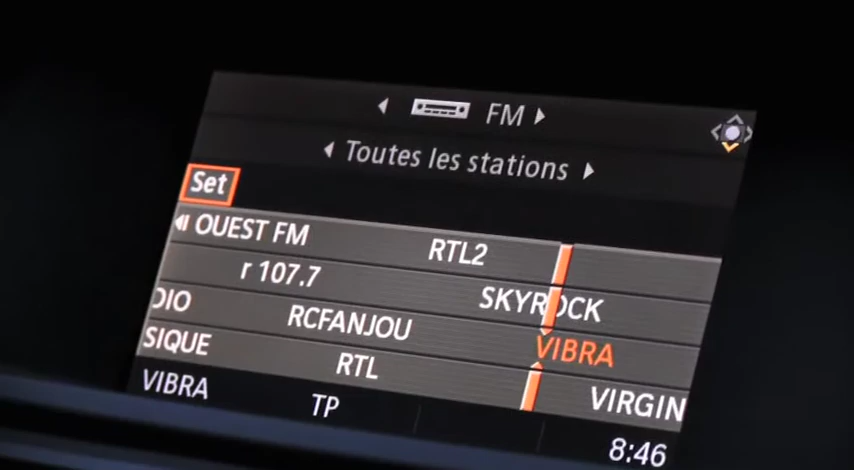 FM
Toutes les stations
Set
OUEST FM RTL2
r 107.7 SKYROCK
DIO RCFANJOU VIBRA
SIQUE RTL VIRGIN
VIBRA TP 8:46